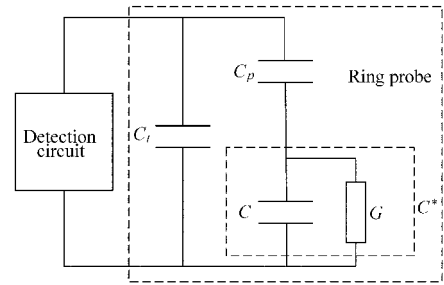 C_p
Ring probe
Detection
circuit
C_t
C
G
C*